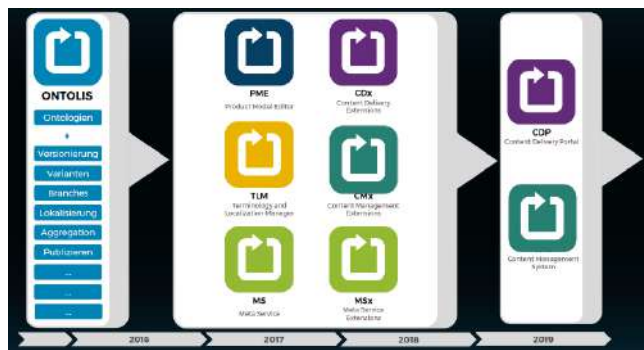 ONTOLIS
Ontologien
+
Versionierung
Varianten
Branches
Lokalisierung
Aggregation
Publizieren
...
...
...
PME
Product Model Editor
CDx
Content Delivery
Extensions
TLM
Terminology and
Localization Manager
CMx
Content Management
Extensions
MS
Meta Service
MSx
Meta Service
Extensions
CDP
Content Delivery Portal
Content Management
System
2016
2017
2018
2019